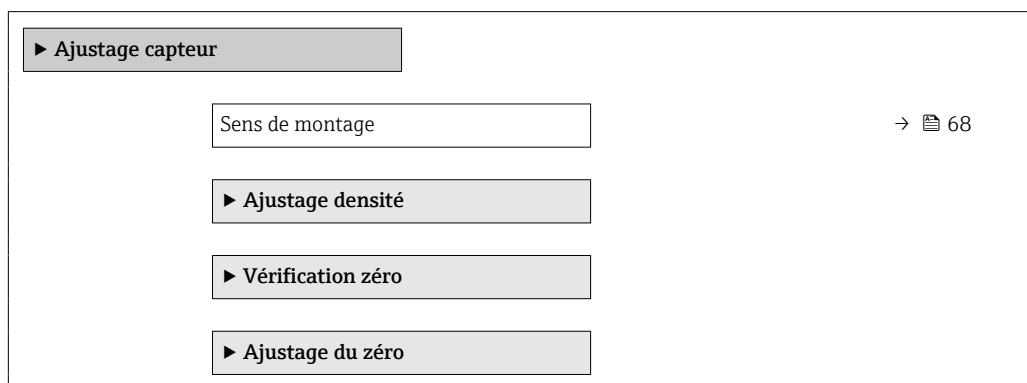 ▶ Ajustage capteur
Sens de montage → 68
▶ Ajustage densité
▶ Vérification zéro
▶ Ajustage du zéro